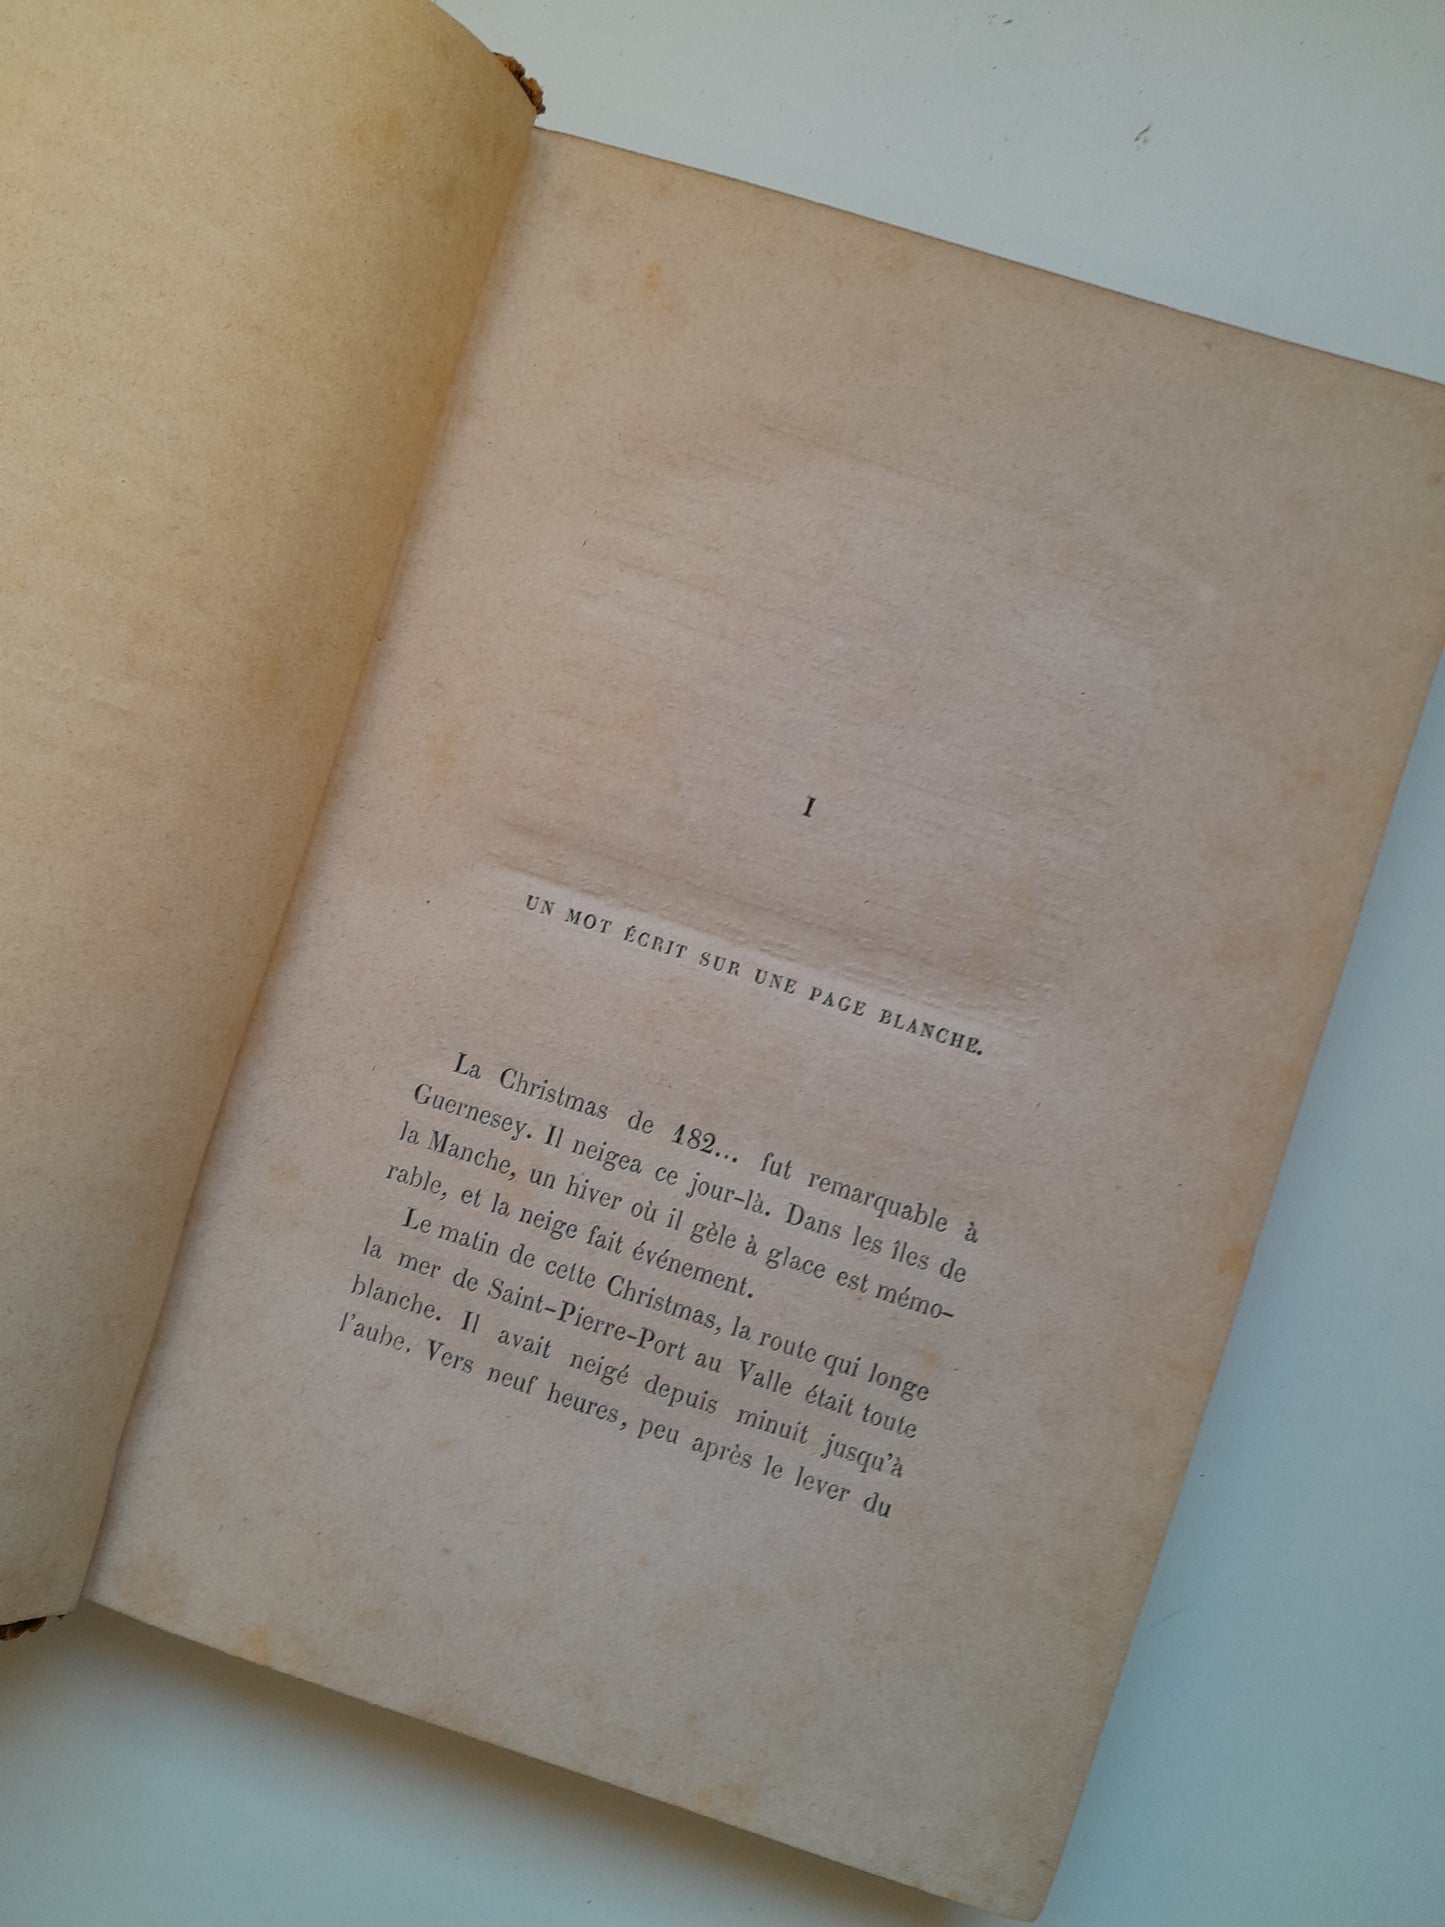 I
UN MOT ÉCRIT SUR UNE PAGE BLANCHE.
La Christmas de 182... fut remarquable à
Guernesey. Il neigea ce jour-là. Dans les îles de
la Manche, un hiver où il gèle à glace est mémo-
rable, et la neige fait événement.
Le matin de cette Christmas, la route qui longe
la mer de Saint-Pierre-Port au Valle était toute
blanche. Il avait neigé depuis minuit jusqu'à
l'aube. Vers neuf heures, peu après le lever du